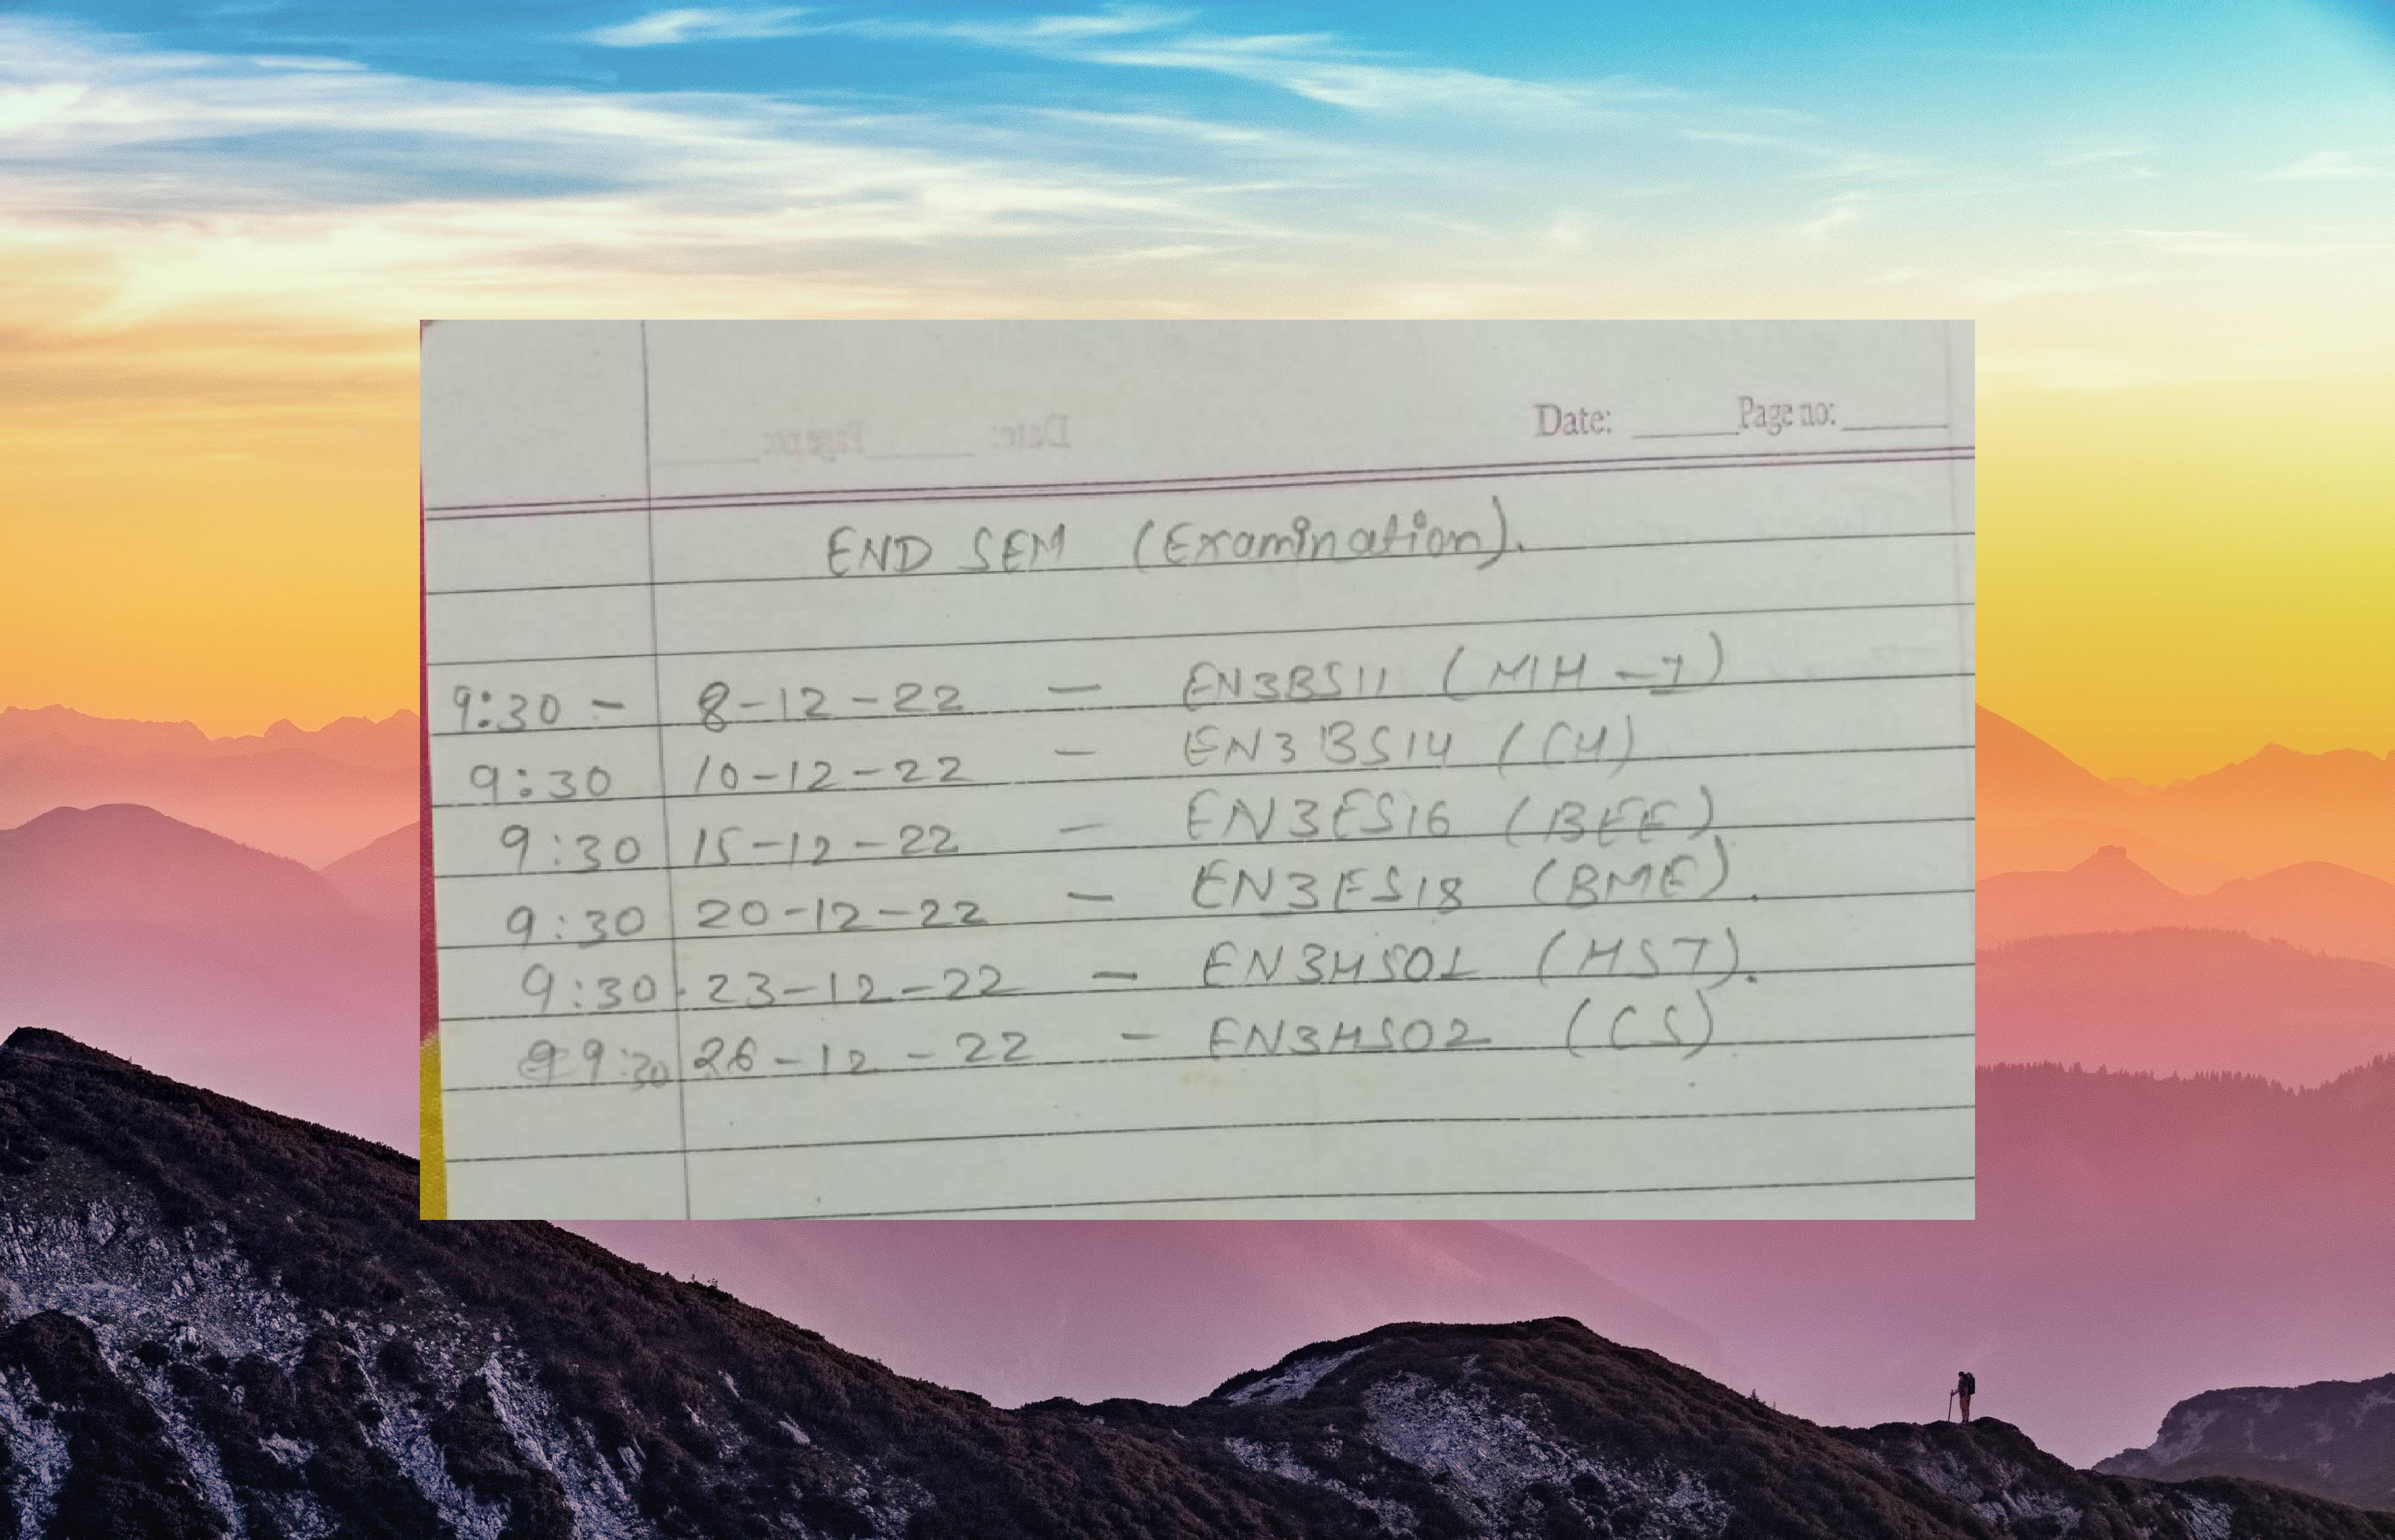 Date: ______ Page no: ______
END SEM (Examination).
9:30 - 8-12-22 - EN3BS11 (M1H-1)
9:30 10-12-22 - EN3BS14 (CH)
9:30 15-12-22 - EN3ES16 (BEE)
9:30 20-12-22 - EN3ES18 (BME).
9:30 23-12-22 - EN3HS01 (HST).
9:30 26-12-22 - EN3HS02 (CS)